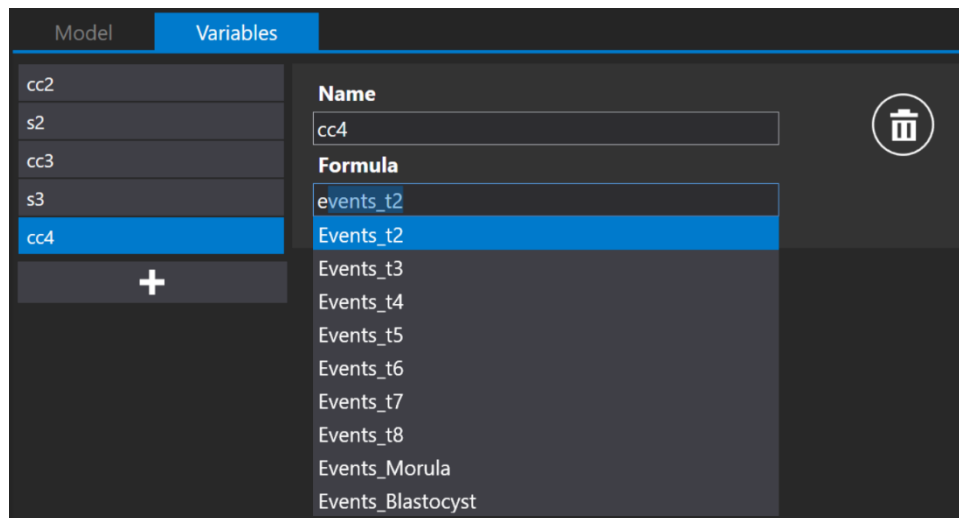 Model
Variables
cc2
s2
cc3
s3
cc4
Name
cc4
Formula
events_t2
Events_t2
Events_t3
Events_t4
Events_t5
Events_t6
Events_t7
Events_t8
Events_Morula
Events_Blastocyst